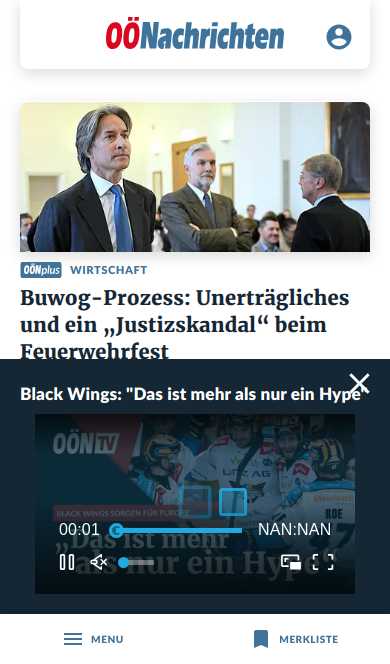 OÖNachrichten
OÖNplus WIRTSCHAFT
Buwog-Prozess: Unerträgliches
und ein „Justizskandal“ beim
Feuerwehrfest
Black Wings: "Das ist mehr als nur ein Hype"
OÖN TV
BLACK WINGS SORGEN FÜR FURORE
ROE
00:01
NAN:NAN
„Das ist mehr
als nur ein Hype“
MENU
MERKLISTE